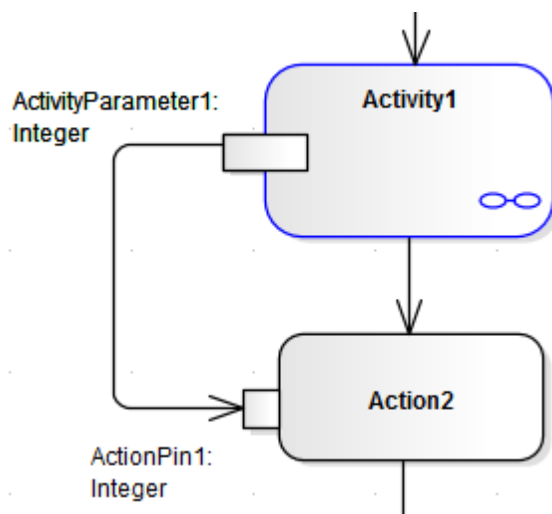 Activity1
ActivityParameter1:
Integer
Action2
ActionPin1:
Integer